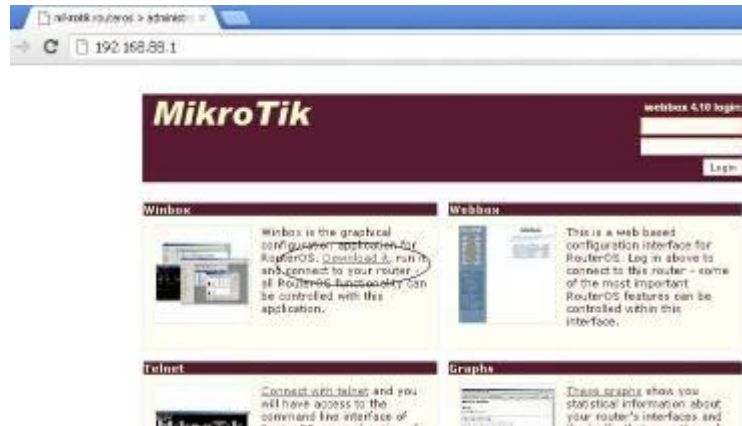 mikrotik routeros > administ
192.168.88.1
MikroTik
webbox 4.10 login:
Login
Winbox
Winbox is the graphical
configuration application for
RouterOS. Download it, run it
and connect to your router -
all RouterOS functionality can
be controlled with this
application.
Webbox
This is a web based
configuration interface for
RouterOS. Log in above to
connect to this router - some
of the most important
RouterOS features can be
controlled within this
interface.
Telnet
Connect with telnet and you
will have access to the
command line interface of
Graphs
These graphs show you
statistical information about
your router's interfaces and
MikroTik